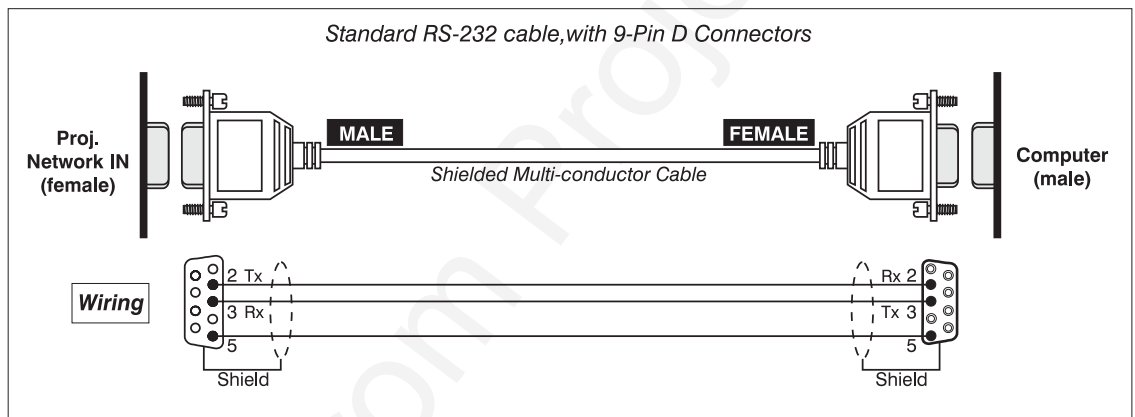 Standard RS-232 cable,with 9-Pin D Connectors
Proj.
Network IN
(female)
MALE
FEMALE
Shielded Multi-conductor Cable
Computer
(male)
Wiring
2 Tx
Rx 2
3 Rx
Tx 3
5
5
Shield
Shield